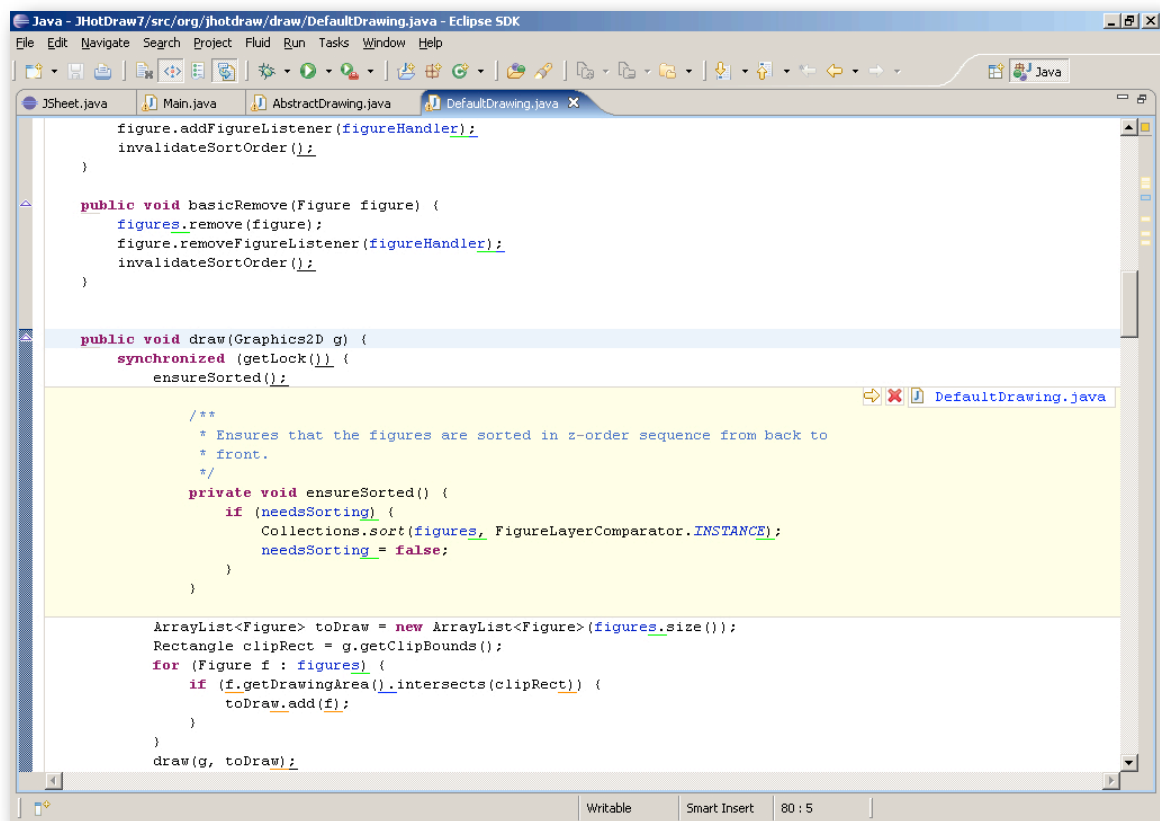 Java - JHotDraw7/src/org/jhotdraw/draw/DefaultDrawing.java - Eclipse SDK
File Edit Navigate Search Project Fluid Run Tasks Window Help
Java
JSheet.java Main.java AbstractDrawing.java DefaultDrawing.java
figure.addFigureListener(figureHandler);
invalidateSortOrder();
}
public void basicRemove(Figure figure) {
figures.remove(figure);
figure.removeFigureListener(figureHandler);
invalidateSortOrder();
}
public void draw(Graphics2D g) {
synchronized (getLock()) {
ensureSorted();
DefaultDrawing.java
/**
* Ensures that the figures are sorted in z-order sequence from back to
* front.
*/
private void ensureSorted() {
if (needsSorting) {
Collections.sort(figures, FigureLayerComparator.INSTANCE);
needsSorting = false;
}
}
ArrayList<Figure> toDraw = new ArrayList<Figure>(figures.size());
Rectangle clipRect = g.getClipBounds();
for (Figure f : figures) {
if (f.getDrawingArea().intersects(clipRect)) {
toDraw.add(f);
}
}
draw(g, toDraw);
Writable Smart Insert 80 : 5